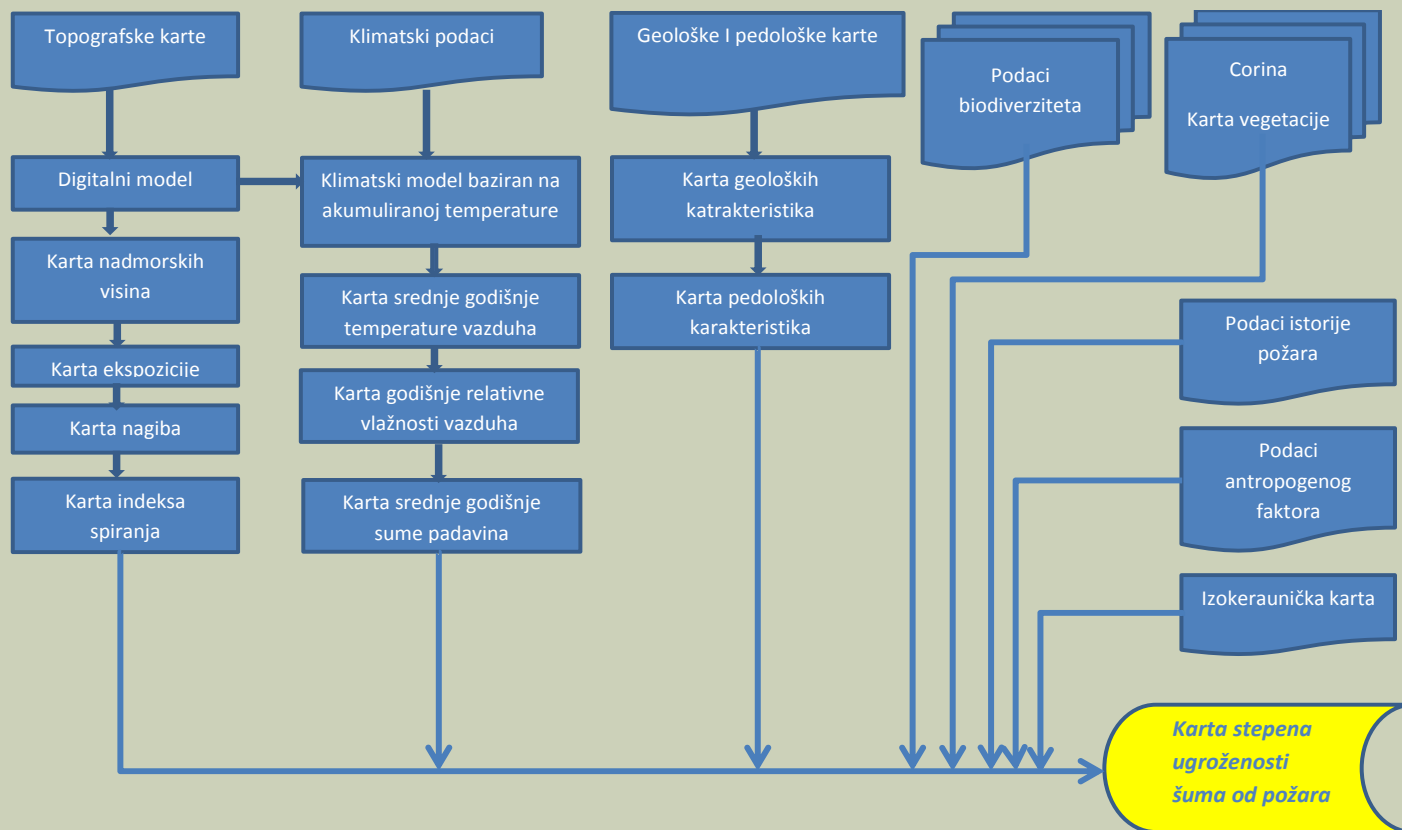 Topografske karte
Klimatski podaci
Geološke I pedološke karte
Podaci
biodiverziteta
Corina
Karta vegetacije
Digitalni model
Klimatski model baziran na
akumuliranoj temperature
Karta geoloških
katrakteristika
Karta nadmorskih
visina
Karta srednje godišnje
temperature vazduha
Karta pedoloških
karakteristika
Podaci istorije
požara
Karta ekspozicije
Karta godišnje relativne
vlažnosti vazduha
Karta nagiba
Podaci
antropogenog
faktora
Karta indeksa
spiranja
Karta srednje godišnje
sume padavina
Izokeraunička karta
Karta stepena
ugroženosti
šuma od požara